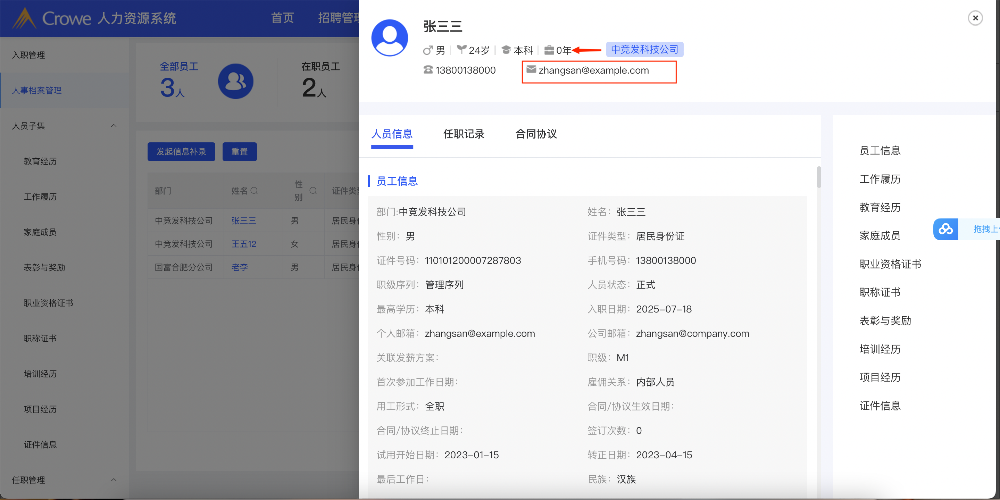 Crowe 人力资源系统
首页
招聘管理
入职管理
人事档案管理
人员子集
教育经历
工作履历
家庭成员
表彰与奖励
职业资格证书
职称证书
培训经历
项目经历
证件信息
任职管理
全部员工
3人
在职员工
2人
发起信息补录
重置
部门
姓名
性别
证件类型
中竞发科技公司
张三三
男
居民身份
中竞发科技公司
王五12
女
居民身份
国富合肥分公司
老李
男
居民身份
张三三
男
24岁
本科
0年
中竞发科技公司
13800138000
zhangsan@example.com
人员信息
任职记录
合同协议
员工信息
部门:中竞发科技公司
姓名：张三三
性别：男
证件类型：居民身份证
证件号码：110101200007287803
手机号码：13800138000
职级序列：管理序列
人员状态：正式
最高学历：本科
入职日期：2025-07-18
个人邮箱：zhangsan@example.com
公司邮箱：zhangsan@company.com
关联发薪方案：
职级：M1
首次参加工作日期：
雇佣关系：内部人员
用工形式：全职
合同/协议生效日期：
合同/协议终止日期：
签订次数：0
试用开始日期：2023-01-15
转正日期：2023-04-15
最后工作日：
民族：汉族
员工信息
工作履历
教育经历
家庭成员
职业资格证书
职称证书
表彰与奖励
培训经历
项目经历
证件信息
拖拽上